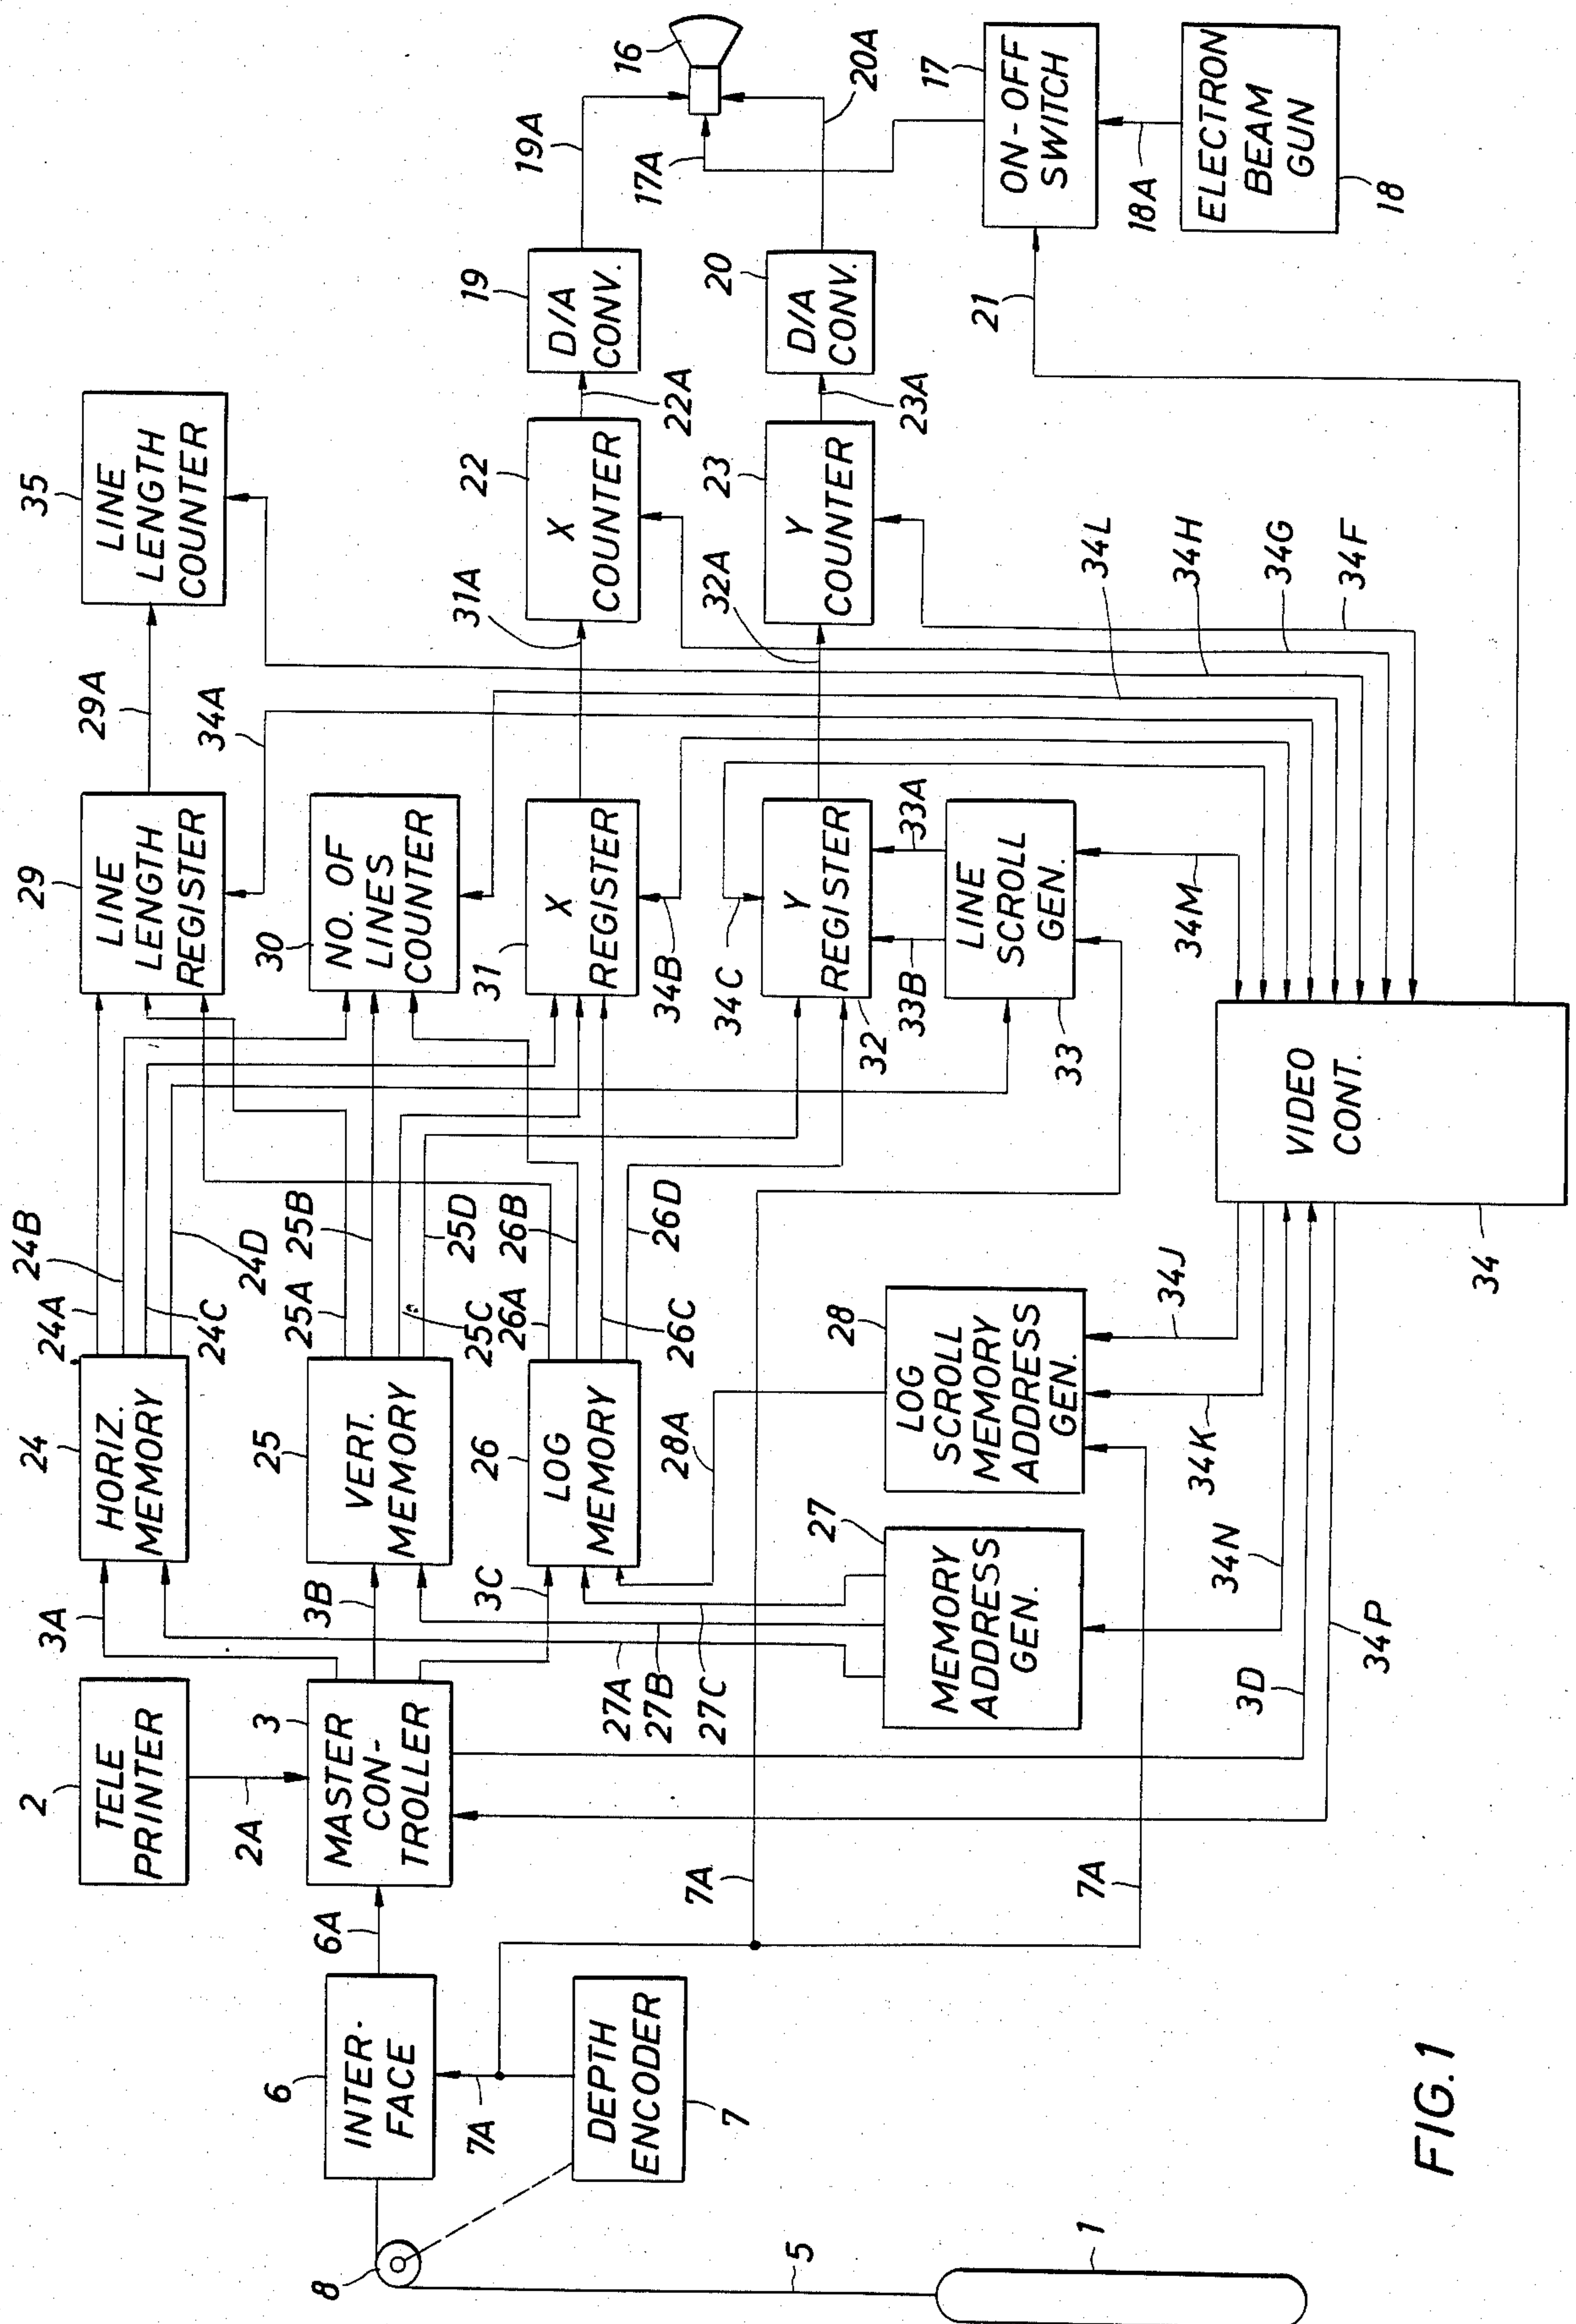 35
LINE
LENGTH
COUNTER
29A
34A
29
LINE
LENGTH
REGISTER
24B
24A
24C
24D
24
HORIZ.
MEMORY
3A
2
TELE
PRINTER
2A
30
NO. OF
LINES
COUNTER
25A
25B
25C
25D
25
VERT.
MEMORY
3B
3
MASTER
CON-
TROLLER
6A
6
INTER-
FACE
8
16
19A
17A
20A
19
D/A
CONV.
22A
22
X
COUNTER
31A
31
X
REGISTER
34B
26A
26B
26C
26D
26
LOG
MEMORY
3C
20
D/A
CONV.
23A
23
Y
COUNTER
32A
34C
Y
REGISTER
32
33A
33B
LINE
SCROLL
GEN.
33
34M
28A
28
LOG
SCROLL
MEMORY
ADDRESS
GEN.
34J
34K
27
MEMORY
ADDRESS
GEN.
27A
27B
27C
34N
3D
34P
7A
7A
7A
DEPTH
ENCODER
7
5
1
17
ON-OFF
SWITCH
18A
ELECTRON
BEAM
GUN
18
21
34L
34H
34G
34F
VIDEO
CONT.
34
FIG.1